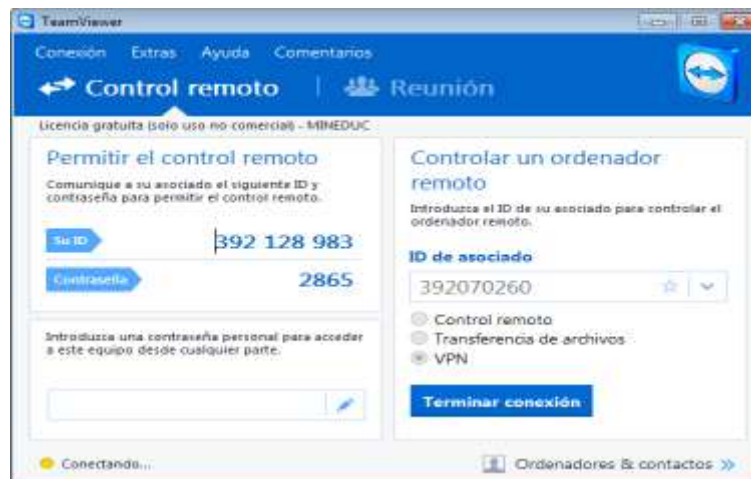 TeamViewer
Conexión Extras Ayuda Comentarios
Control remoto Reunión
Licencia gratuita (solo uso no comercial) - MINEDUC
Permitir el control remoto
Comunique a su asociado el siguiente ID y
contraseña para permitir el control remoto.
Su ID 392 128 983
Contraseña 2865
Introduzca una contraseña personal para acceder
a este equipo desde cualquier parte.
Controlar un ordenador
remoto
Introduzca el ID de su asociado para controlar el
ordenador remoto.
ID de asociado
392070260
Control remoto
Transferencia de archivos
VPN
Terminar conexión
Conectando...
Ordenadores & contactos »